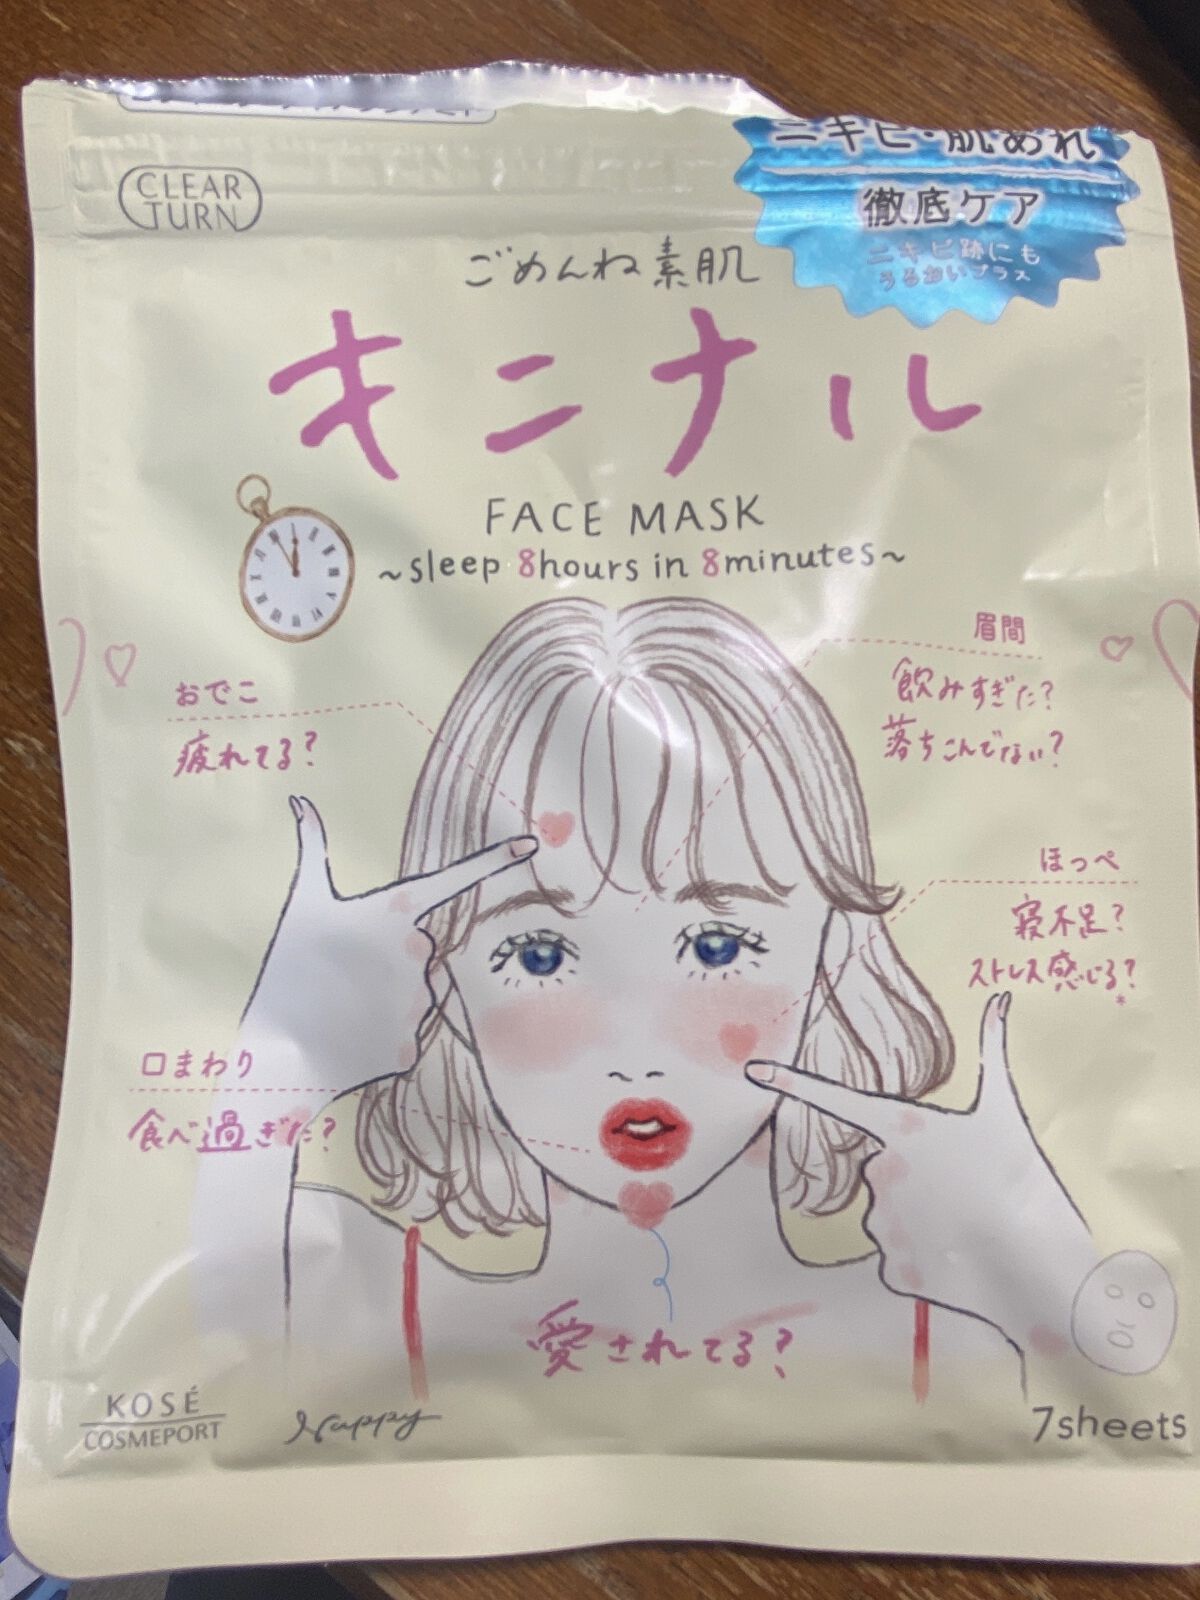 ニキビ・肌あれ
徹底ケア
ニキビ跡にも
うるおいプラス
CLEAR
TURN
ごめんね素肌
キニナル
FACE MASK
~sleep 8hours in 8minutes~
眉間
飲みすぎた?
落ちこんでない?
おでこ
疲れてる?
ほっぺ
寝不足?
ストレス感じる?
*
口まわり
食べ過ぎた?
愛されてる?
KOSÉ
COSMEPORT
Nappy
7sheets